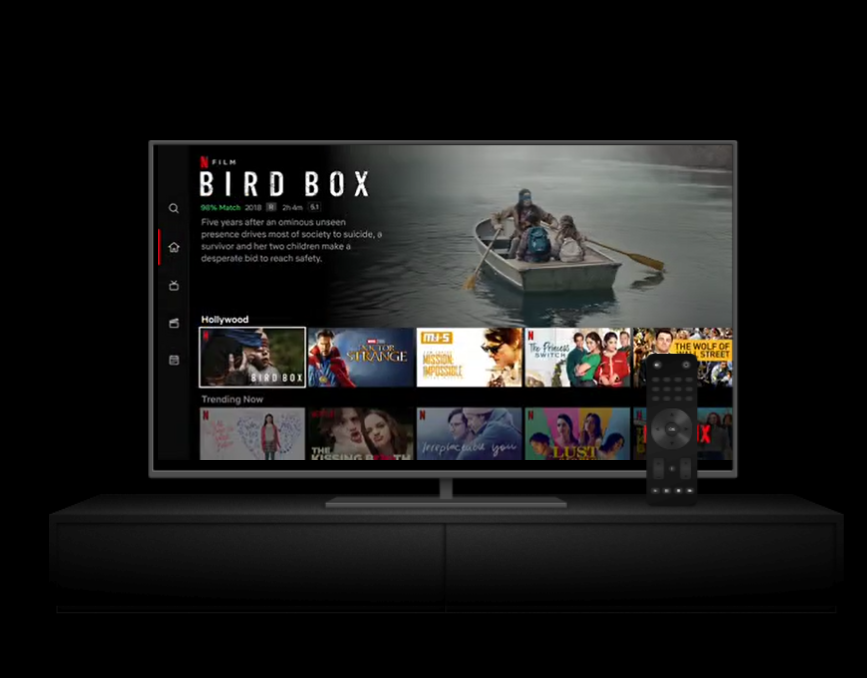 N FILM
BIRD BOX
98% Match 2018 R 2h 4m 5.1
Five years after an ominous unseen
presence drives most of society to suicide, a
survivor and her two children make a
desperate bid to reach safety.
Hollywood
N BIRD BOX
DOCTOR STRANGE
M:I-5
MISSION: IMPOSSIBLE
N The Princess SWITCH
THE WOLF OF WALL STREET
Trending Now
N
THE KISSING BOOTH
N Irreplaceable you
N LUST